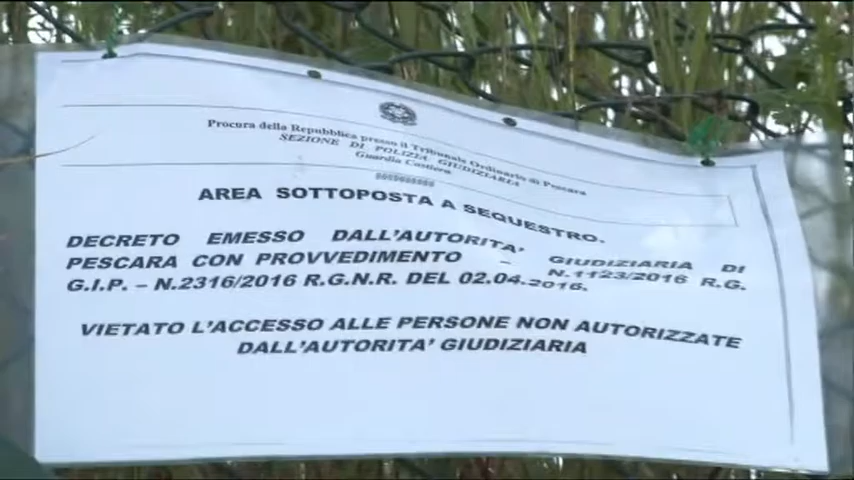 Procura della Repubblica presso il Tribunale Ordinario di Pescara
SEZIONE DI POLIZIA GIUDIZIARIA
Guardia Costiera
AREA SOTTOPOSTA A SEQUESTRO.
DECRETO EMESSO DALL'AUTORITA' GIUDIZIARIA DI
PESCARA CON PROVVEDIMENTO – N.1123/2016 R.G.
G.I.P. – N.2316/2016 R.G.N.R. DEL 02.04.2016.
VIETATO L'ACCESSO ALLE PERSONE NON AUTORIZZATE
DALL'AUTORITA' GIUDIZIARIA